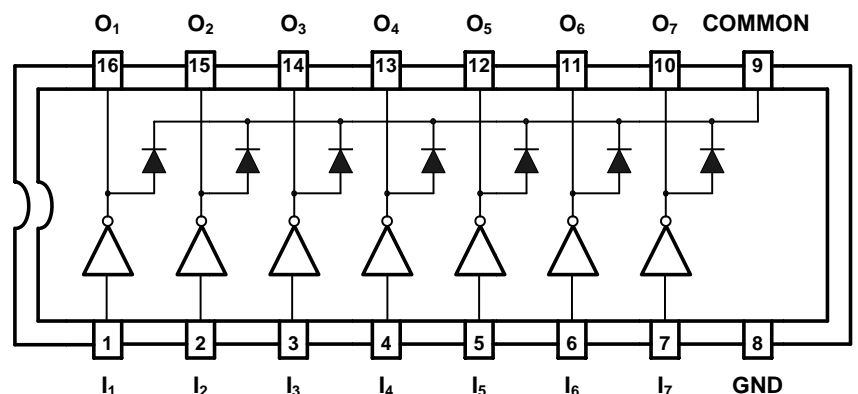 O₁ O₂ O₃ O₄ O₅ O₆ O₇ COMMON
16 15 14 13 12 11 10 9
1 2 3 4 5 6 7 8
I₁ I₂ I₃ I₄ I₅ I₆ I₇ GND